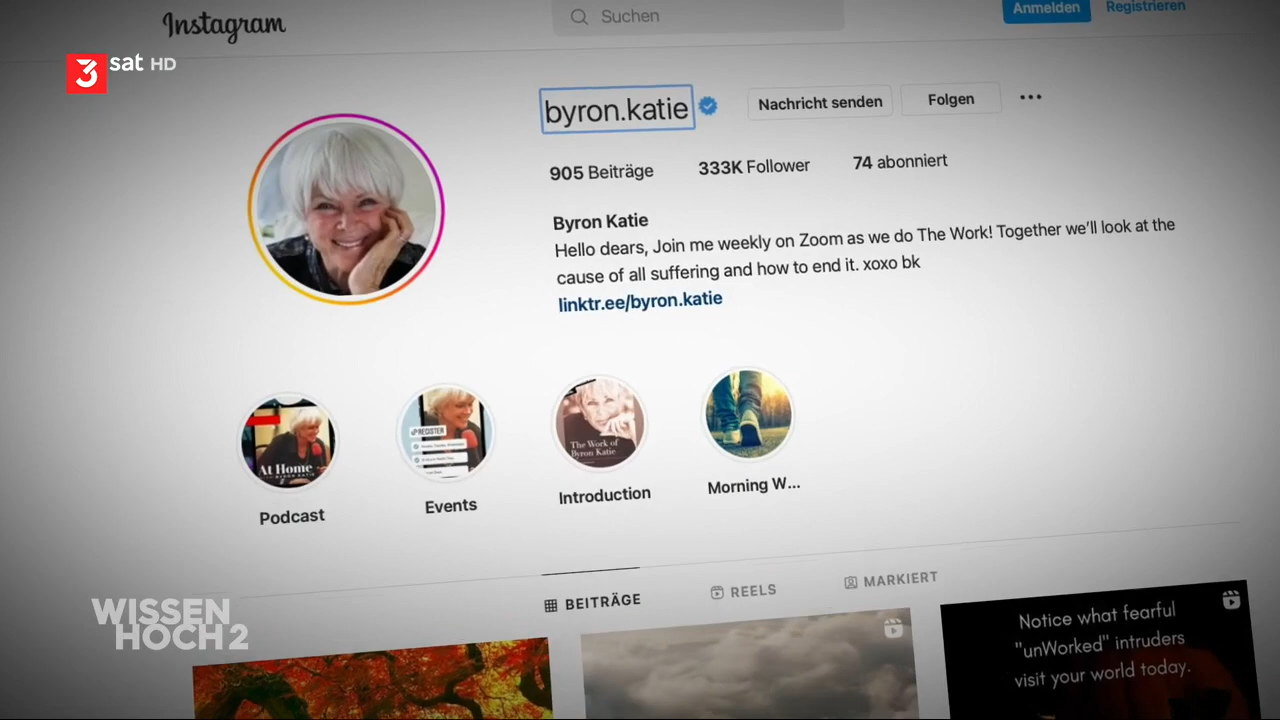 Instagram
Suchen
Anmelden
Registrieren
3 sat HD
byron.katie
Nachricht senden
Folgen
905 Beiträge
333K Follower
74 abonniert
Byron Katie
Hello dears, Join me weekly on Zoom as we do The Work! Together we'll look at the
cause of all suffering and how to end it. xoxo bk
linktr.ee/byron.katie
At Home
REGISTER
The Work of
Byron Katie
Podcast
Events
Introduction
Morning W...
BEITRÄGE
REELS
MARKIERT
WISSEN
HOCH2
Notice what fearful
"unWorked" intruders
visit your world today.